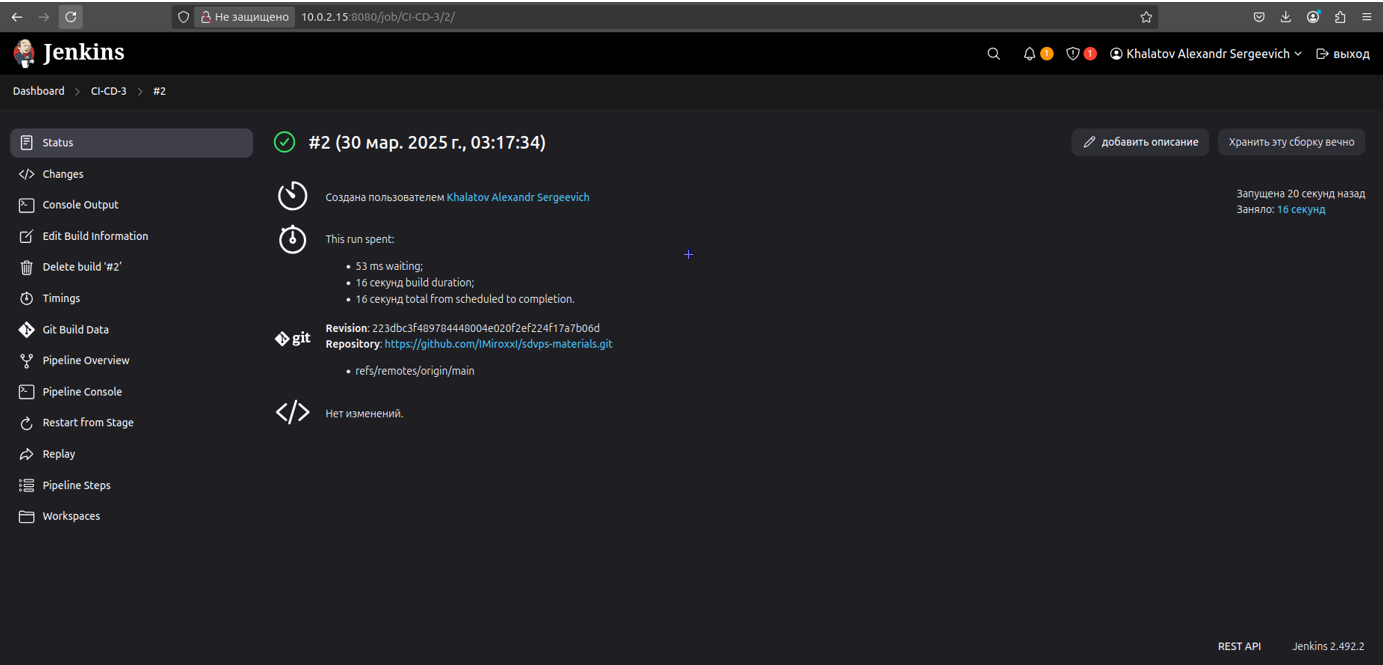 Не защищено 10.0.2.15:8080/job/CI-CD-3/2/
Jenkins
1 1 Khalatov Alexandr Sergeevich выход
Dashboard CI-CD-3 #2
Status
Changes
Console Output
Edit Build Information
Delete build ‘#2’
Timings
Git Build Data
Pipeline Overview
Pipeline Console
Restart from Stage
Replay
Pipeline Steps
Workspaces
#2 (30 мар. 2025 г., 03:17:34)
добавить описание Хранить эту сборку вечно
Создана пользователем Khalatov Alexandr Sergeevich
Запущена 20 секунд назад
Заняло: 16 секунд
This run spent:
53 ms waiting;
16 секунд build duration;
16 секунд total from scheduled to completion.
git
Revision: 223dbc3f489784448004e020f2ef224f17a7b06d
Repository: https://github.com/IMiroxxI/sdvps-materials.git
refs/remotes/origin/main
Нет изменений.
REST API Jenkins 2.492.2